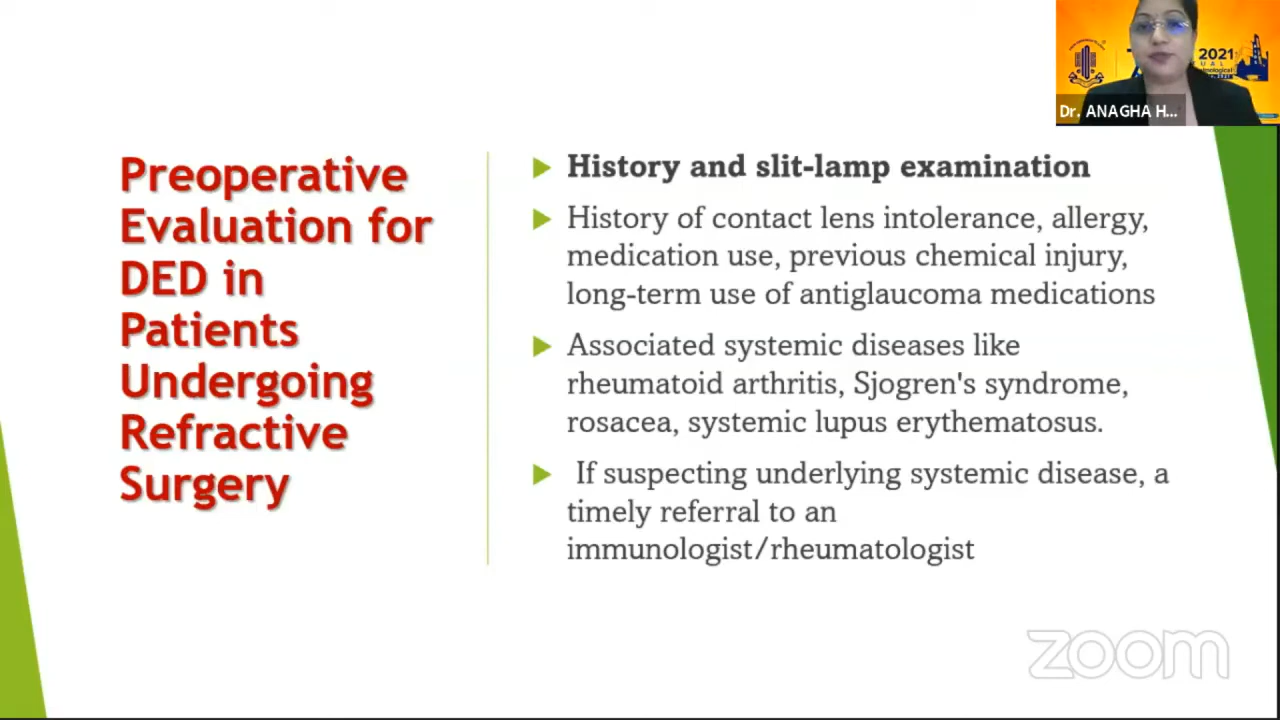 2021
U A L
Dr. ANAGHA H...
Preoperative
Evaluation for
DED in
Patients
Undergoing
Refractive
Surgery
History and slit-lamp examination
History of contact lens intolerance, allergy,
medication use, previous chemical injury,
long-term use of antiglaucoma medications
Associated systemic diseases like
rheumatoid arthritis, Sjogren's syndrome,
rosacea, systemic lupus erythematosus.
If suspecting underlying systemic disease, a
timely referral to an
immunologist/rheumatologist
zoom